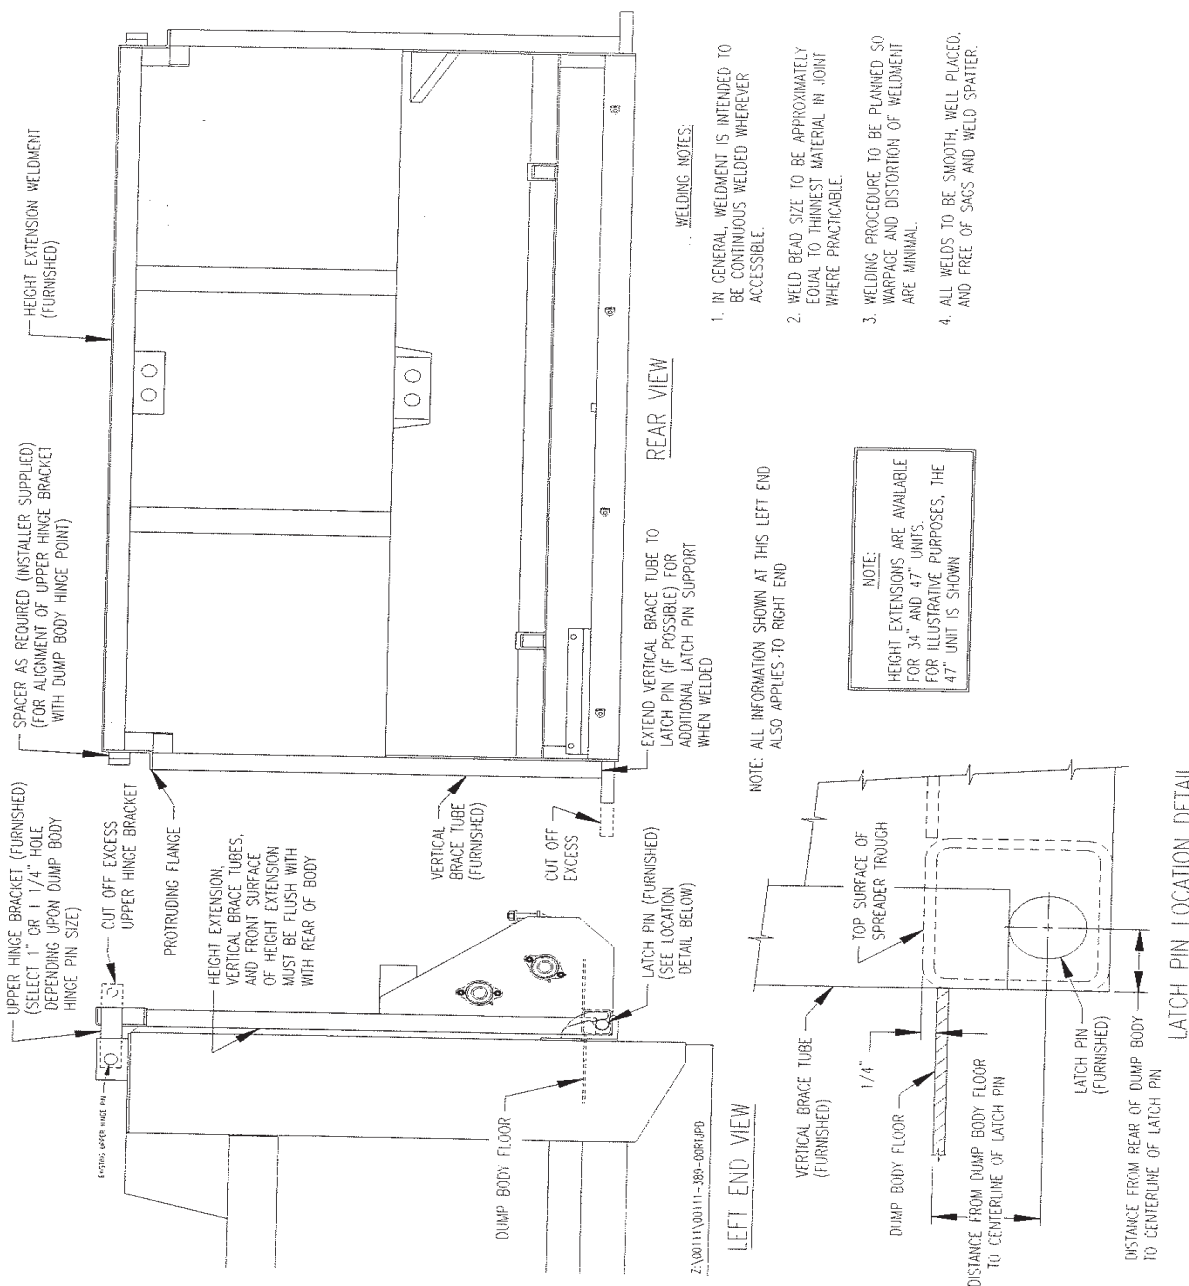 HEIGHT EXTENSION WELDMENT
(FURNISHED)
SPACER AS REQUIRED (INSTALLER SUPPLIED)
(FOR ALIGNMENT OF UPPER HINGE BRACKET
WITH DUMP BODY HINGE POINT)
UPPER HINGE BRACKET (FURNISHED)
(SELECT 1" OR 1 1/4" HOLE
DEPENDING UPON DUMP BODY
HINGE PIN SIZE)
CUT OFF EXCESS
UPPER HINGE BRACKET
EXISTING UPPER HINGE PIN
PROTRUDING FLANGE
HEIGHT EXTENSION,
VERTICAL BRACE TUBES,
AND FRONT SURFACE
OF HEIGHT EXTENSION
MUST BE FLUSH WITH
WITH REAR OF BODY
VERTICAL
BRACE TUBE
(FURNISHED)
CUT OFF
EXCESS
EXTEND VERTICAL BRACE TUBE TO
LATCH PIN (IF POSSIBLE) FOR
ADDITIONAL LATCH PIN SUPPORT
WHEN WELDED
REAR VIEW
LATCH PIN (FURNISHED)
(SEE LOCATION
DETAIL BELOW)
DUMP BODY FLOOR
Z:\00111\00111-389-00RTJPD
LEFT END VIEW
WELDING NOTES:
1. IN GENERAL, WELDMENT IS INTENDED TO
BE CONTINUOUS WELDED WHEREVER
ACCESSIBLE.
2. WELD BEAD SIZE TO BE APPROXIMATELY
EQUAL TO THINNEST MATERIAL IN JOINT
WHERE PRACTICABLE.
3. WELDING PROCEDURE TO BE PLANNED SO
WARPAGE AND DISTORTION OF WELDMENT
ARE MINIMAL.
4. ALL WELDS TO BE SMOOTH, WELL PLACED,
AND FREE OF SAGS AND WELD SPATTER.
NOTE: ALL INFORMATION SHOWN AT THIS LEFT END
ALSO APPLIES TO RIGHT END
NOTE:
HEIGHT EXTENSIONS ARE AVAILABLE
FOR 34" AND 47" UNITS.
FOR ILLUSTRATIVE PURPOSES, THE
47" UNIT IS SHOWN
TOP SURFACE OF
SPREADER TROUGH
VERTICAL BRACE TUBE
(FURNISHED)
1/4"
DUMP BODY FLOOR
DISTANCE FROM DUMP BODY FLOOR
TO CENTERLINE OF LATCH PIN
LATCH PIN
(FURNISHED)
DISTANCE FROM REAR OF DUMP BODY
TO CENTERLINE OF LATCH PIN
LATCH PIN LOCATION DETAIL